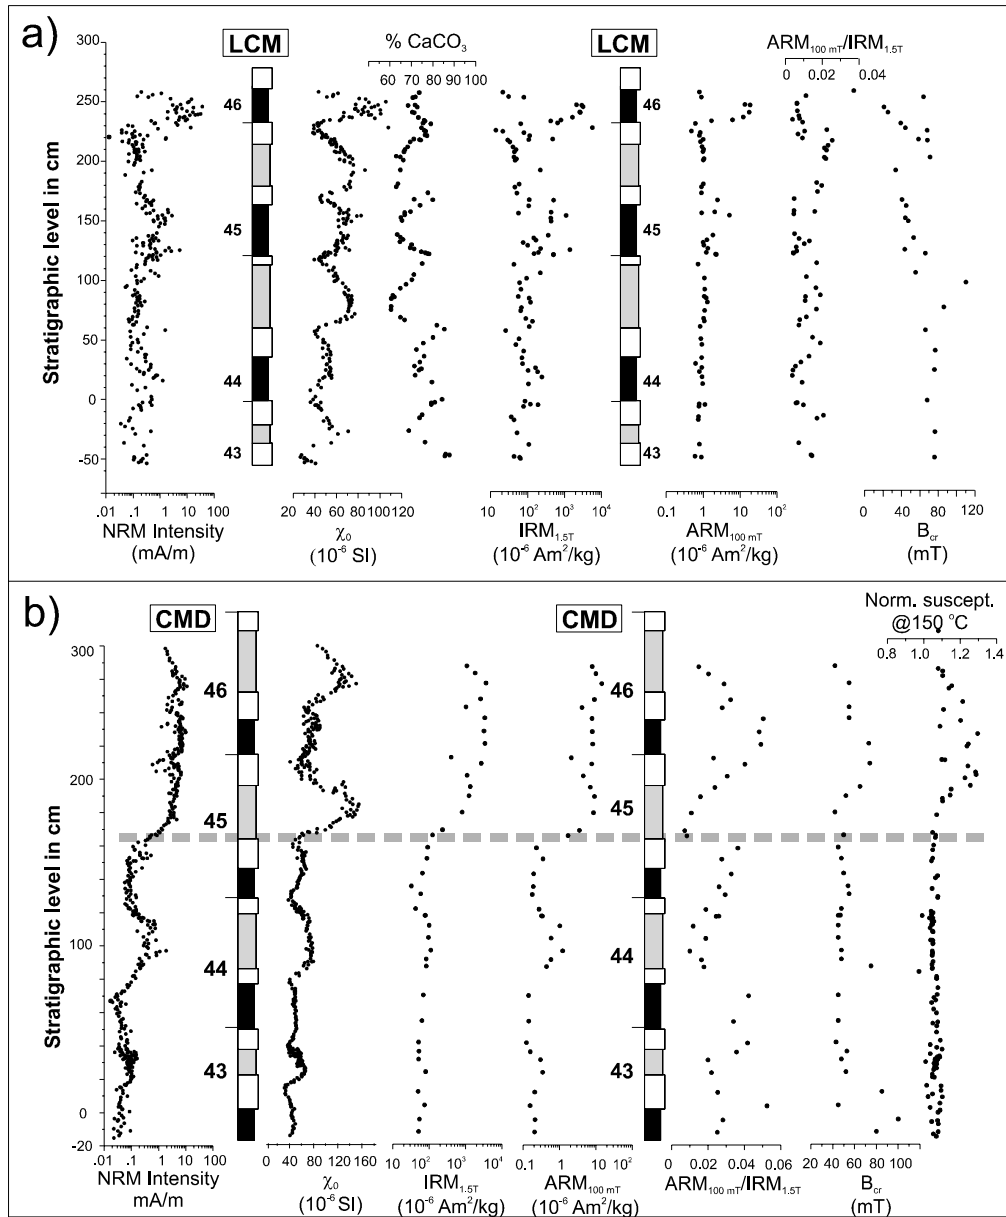 a)
LCM
% CaCO₃
60 70 80 90 100
LCM
ARM₁₀₀ mT/IRM₁.₅T
0 0.02 0.04
Stratigraphic level in cm
300
250
200
150
100
50
0
-50
46
45
44
43
46
45
44
43
.01 .1 1 10 100
NRM Intensity
(mA/m)
20 40 60 80 100 120
χ₀
(10⁻⁶ SI)
10 10² 10³ 10⁴
IRM₁.₅T
(10⁻⁶ Am²/kg)
0.1 1 10 10²
ARM₁₀₀ mT
(10⁻⁶ Am²/kg)
0 40 80 120
Bcr
(mT)
b)
CMD
CMD
Norm. suscept.
@150 °C
0.8 1.0 1.2 1.4
Stratigraphic level in cm
300
200
100
0
-20
46
45
44
43
46
45
44
43
.01 .1 1 10 100
NRM Intensity
mA/m
0 40 80 120 160
χ₀
(10⁻⁶ SI)
10 10² 10³ 10⁴
IRM₁.₅T
(10⁻⁶ Am²/kg)
0.1 1 10 10²
ARM₁₀₀ mT
(10⁻⁶ Am²/kg)
0 0.02 0.04 0.06
ARM₁₀₀ mT/IRM₁.₅T
20 40 80 120
Bcr
(mT)